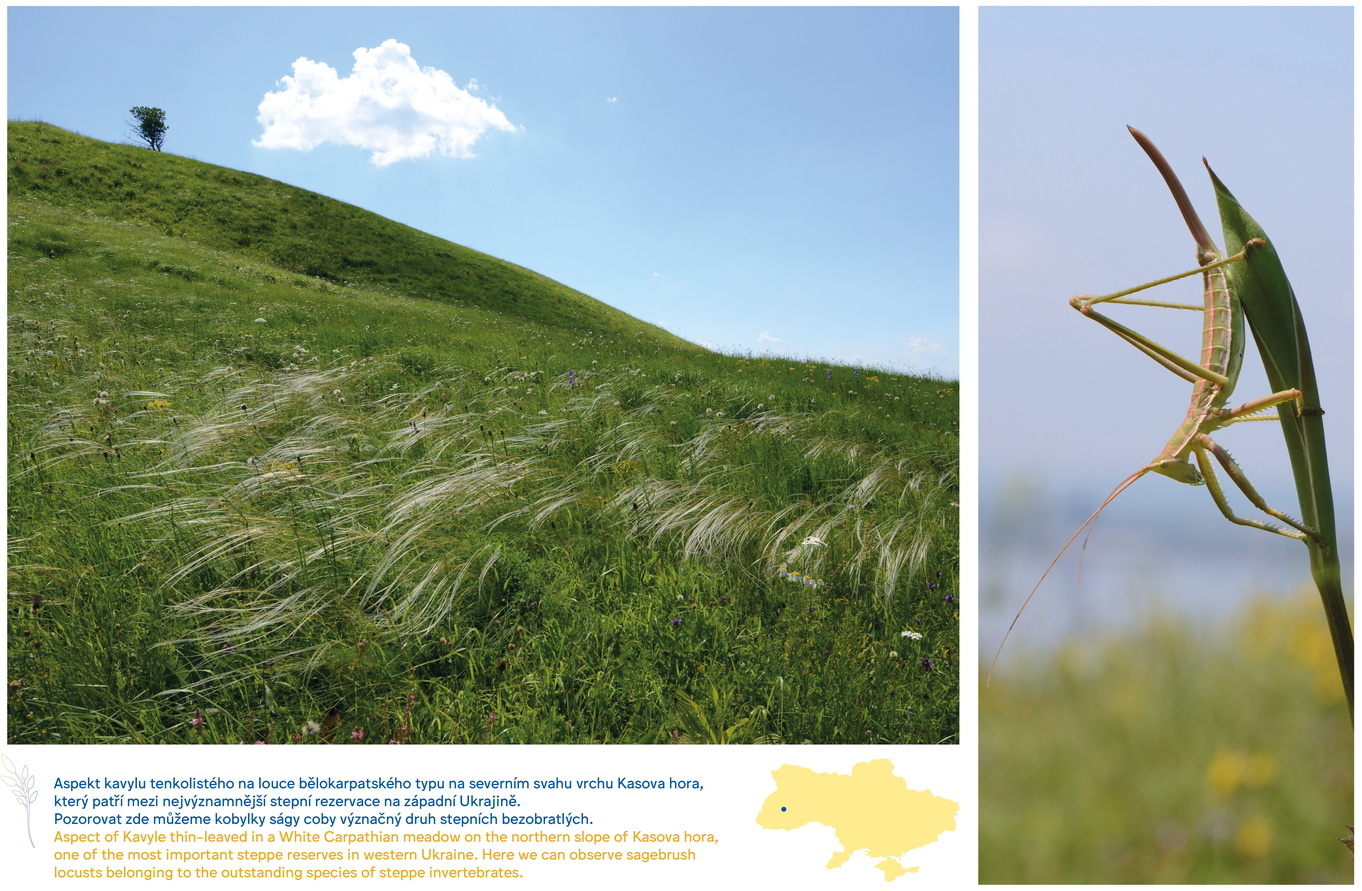 Aspekt kavylu tenkolistého na louce bělokarpatského typu na severním svahu vrchu Kasova hora,
který patří mezi nejvýznamnější stepní rezervace na západní Ukrajině.
Pozorovat zde můžeme kobylky ságy coby význačný druh stepních bezobratlých.
Aspect of Kavyle thin-leaved in a White Carpathian meadow on the northern slope of Kasova hora,
one of the most important steppe reserves in western Ukraine. Here we can observe sagebrush
locusts belonging to the outstanding species of steppe invertebrates.